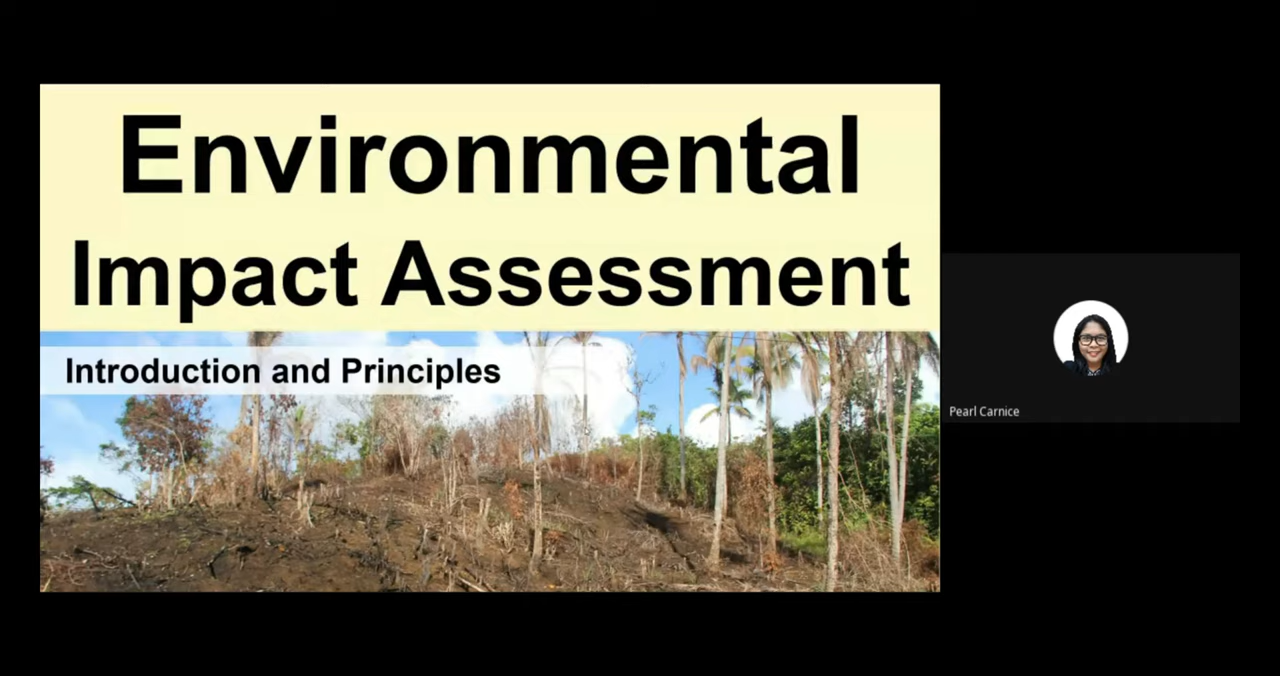 Environmental
Impact Assessment
Introduction and Principles
Pearl Carnice